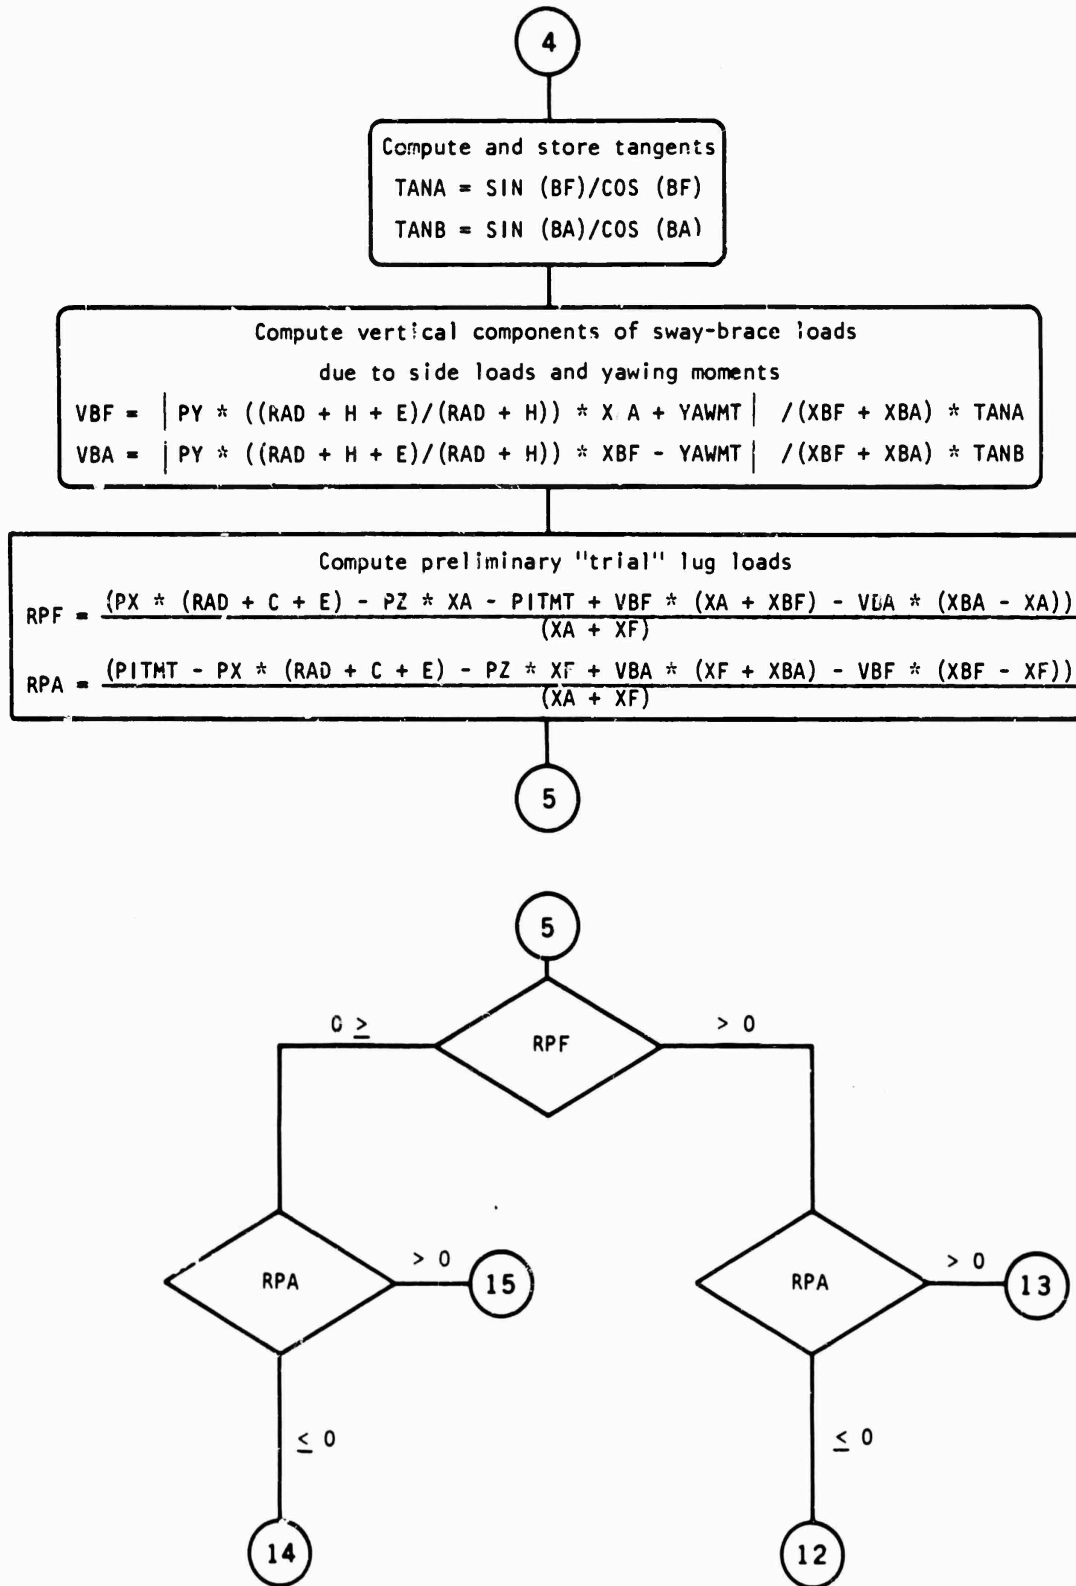 4
Compute and store tangents
TANA = SIN (BF)/COS (BF)
TANB = SIN (BA)/COS (BA)
Compute vertical components of sway-brace loads
due to side loads and yawing moments
VBF = | PY * ((RAD + H + E)/(RAD + H)) * X A + YAWMT | /(XBF + XBA) * TANA
VBA = | PY * ((RAD + H + E)/(RAD + H)) * XBF - YAWMT | /(XBF + XBA) * TANB
Compute preliminary "trial" lug loads
RPF = (PX * (RAD + C + E) - PZ * XA - PITMT + VBF * (XA + XBF) - VBA * (XBA - XA))
(XA + XF)
RPA = (PITMT - PX * (RAD + C + E) - PZ * XF + VBA * (XF + XBA) - VBF * (XBF - XF))
(XA + XF)
5
5
0 ≥
RPF
> 0
RPA
> 0
15
RPA
> 0
13
≤ 0
≤ 0
14
12